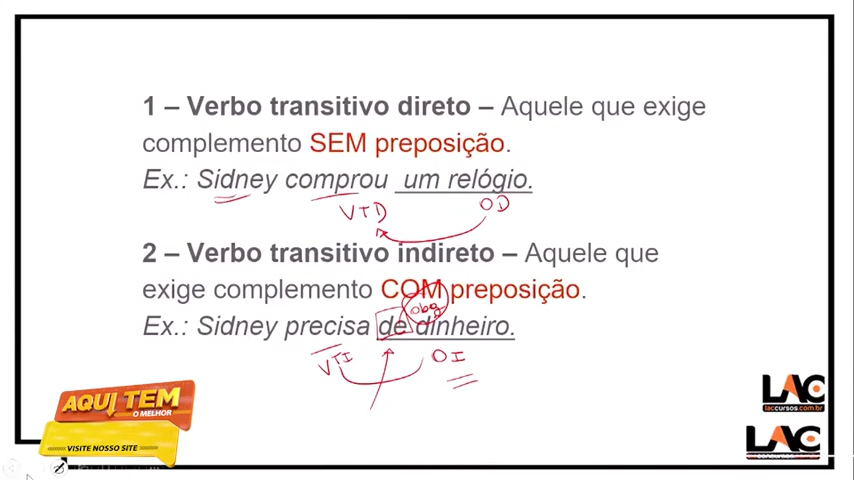 1 – Verbo transitivo direto – Aquele que exige
complemento SEM preposição.
Ex.: Sidney comprou um relógio.
VTD OD
2 – Verbo transitivo indireto – Aquele que
exige complemento COM preposição.
obg
Ex.: Sidney precisa de dinheiro.
VTI OI
AQUI TEM
O MELHOR
VISITE NOSSO SITE
LAC
laccursos.com.br
LAC